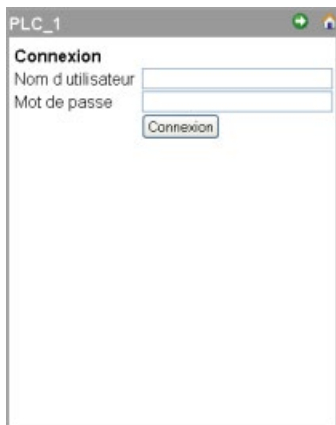 PLC_1
Connexion
Nom d utilisateur
Mot de passe
Connexion